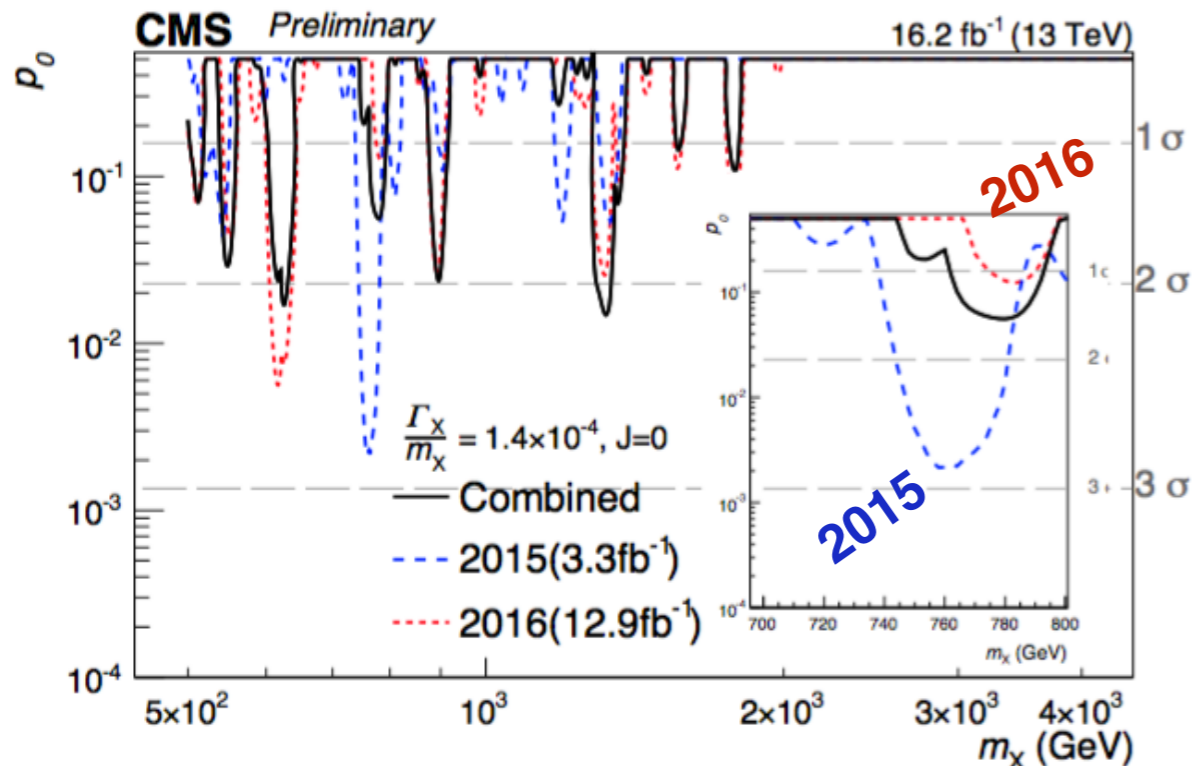 CMS Preliminary 16.2 fb⁻¹ (13 TeV)
p₀
10⁻¹
10⁻²
10⁻³
10⁻⁴
1 σ
2 σ
3 σ
2016
p₀
10⁻¹
10⁻²
10⁻³
10⁻⁴
1σ
2
3
700 720 740 760 780 800
m_X (GeV)
2015
Γ_X/m_X = 1.4×10⁻⁴, J=0
Combined
2015(3.3fb⁻¹)
2016(12.9fb⁻¹)
5×10² 10³ 2×10³ 3×10³ 4×10³
m_X (GeV)